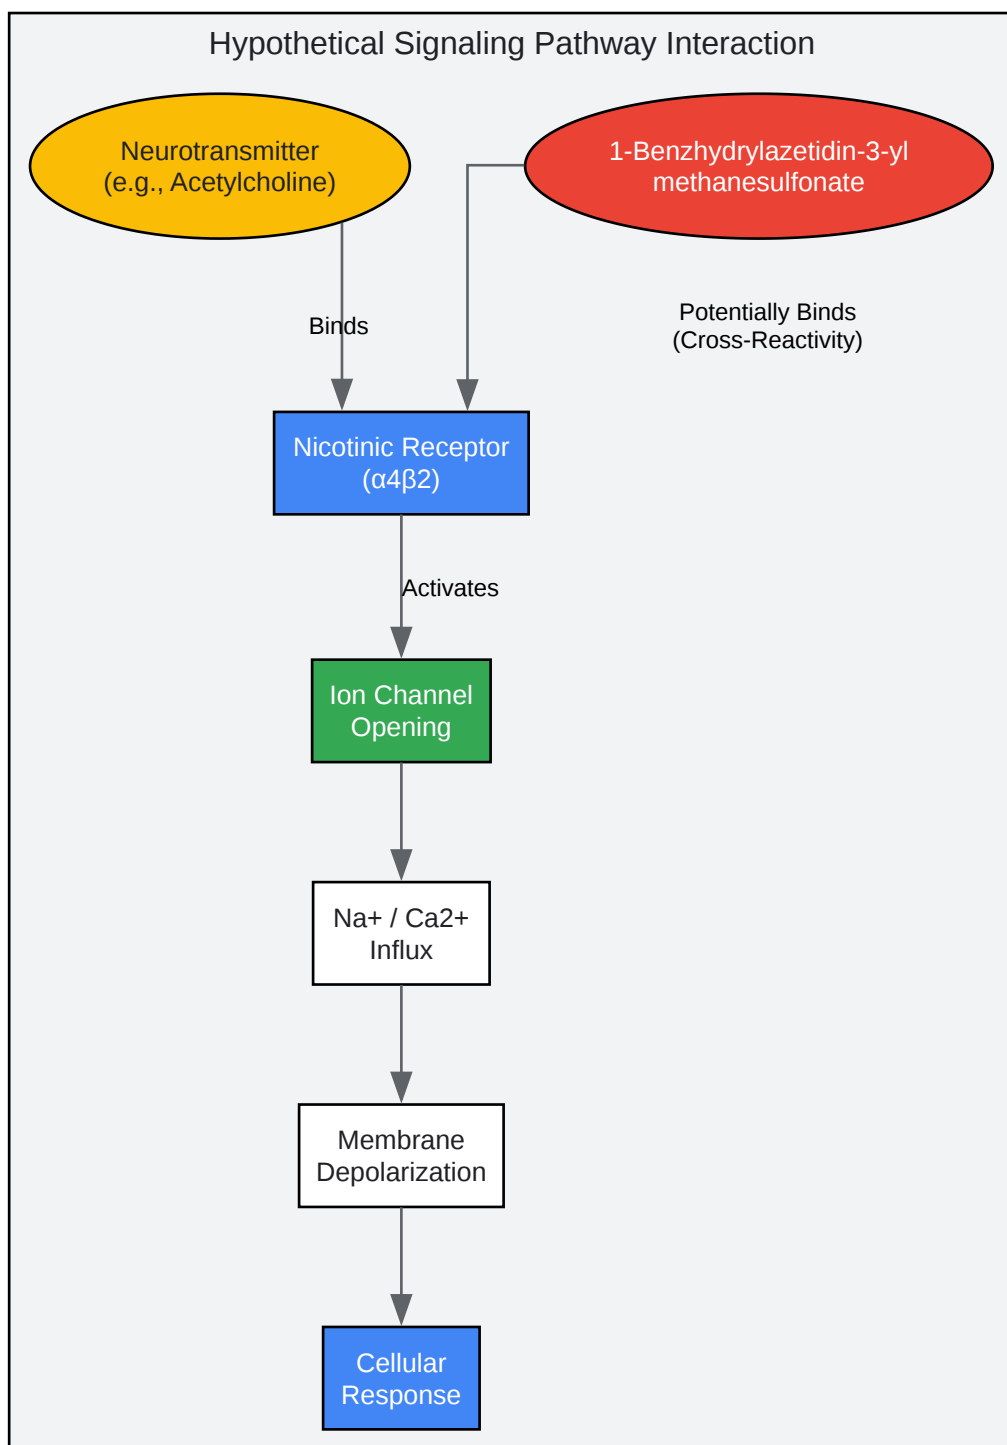 Hypothetical Signaling Pathway Interaction
Neurotransmitter
(e.g., Acetylcholine)
1-Benzhydrylazetidin-3-yl
methanesulfonate
Binds
Potentially Binds
(Cross-Reactivity)
Nicotinic Receptor
(α4β2)
Activates
Ion Channel
Opening
Na+ / Ca2+
Influx
Membrane
Depolarization
Cellular
Response